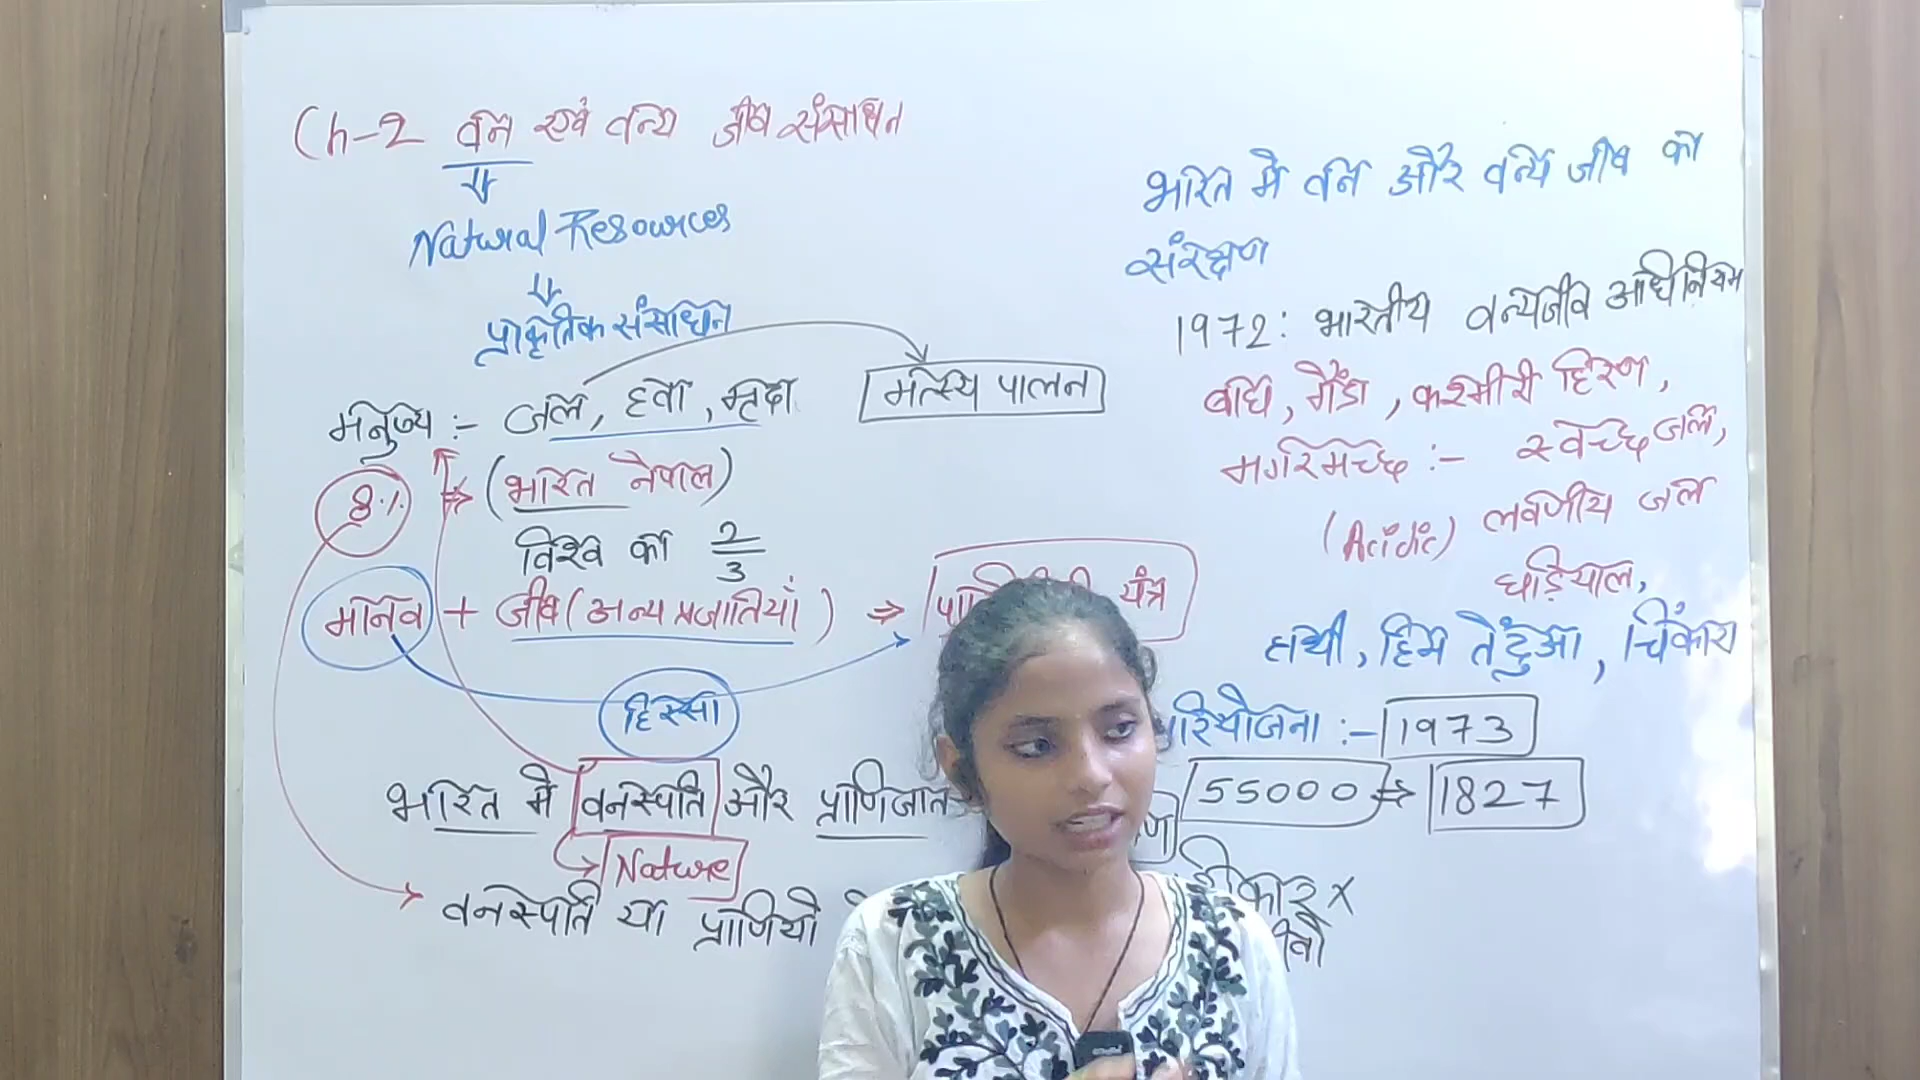 Ch-2 वन एवं वन्य जीव संसाधन
Natural Resources
प्राकृतिक संसाधन
मनुष्य :- जल, हवा, मृदा
मत्स्य पालन
8% (भारत नेपाल)
विश्व का 2/3
मानव + जीव (अन्य प्रजातियाँ) ⇒
हिस्सा
भारत में वनस्पति और प्राणिजात
Nature
वनस्पति या प्राणियों
भारत में वन और वन्य जीव का
संरक्षण
1972: भारतीय वन्यजीव अधिनियम
बाघ, गैंडा, कश्मीरी हिरण,
मगरमच्छ :- स्वच्छ जल,
(Acidic) लवणीय जल
घड़ियाल,
हाथी, हिम तेंदुआ, चिंकारा
1973
55000 ⇒ 1827